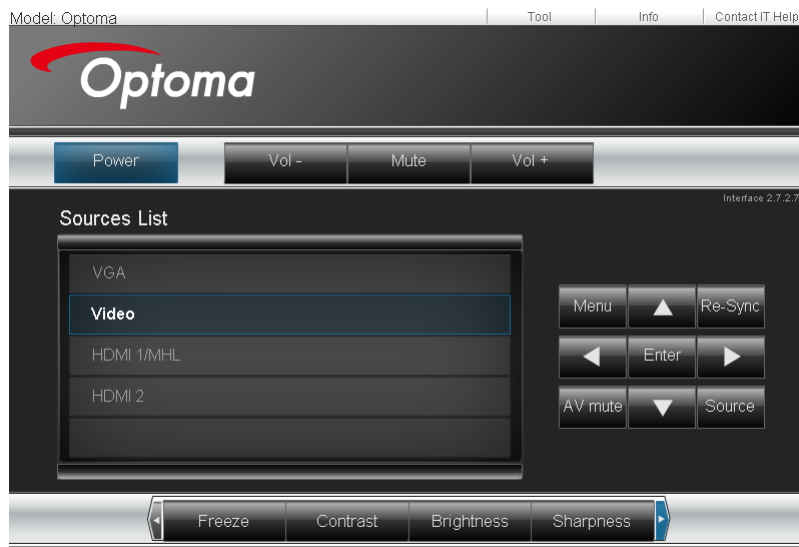 Model: Optoma
Tool
Info
Contact IT Help
Optoma
Power
Vol -
Mute
Vol +
Interface 2.7.2.7
Sources List
VGA
Video
HDMI 1/MHL
HDMI 2
Menu
Re-Sync
Enter
AV mute
Source
Freeze
Contrast
Brightness
Sharpness